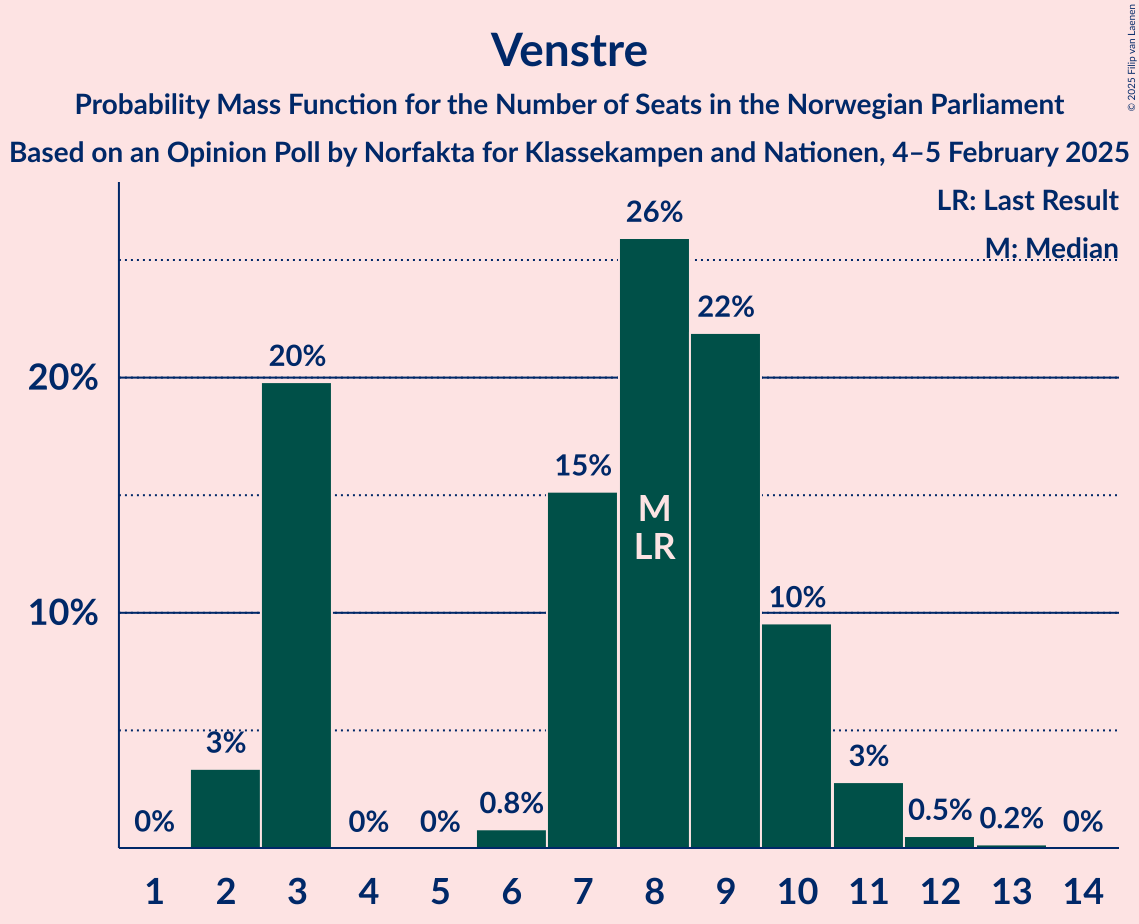 Venstre
Probability Mass Function for the Number of Seats in the Norwegian Parliament
Based on an Opinion Poll by Norfakta for Klassekampen and Nationen, 4–5 February 2025
© 2025 Filip van Laenen
LR: Last Result
M: Median
26%
22%
20%
20%
15%
M
LR
10%
10%
3%
3%
0.8%
0.5%
0.2%
0%
0%
0%
0%
1 2 3 4 5 6 7 8 9 10 11 12 13 14